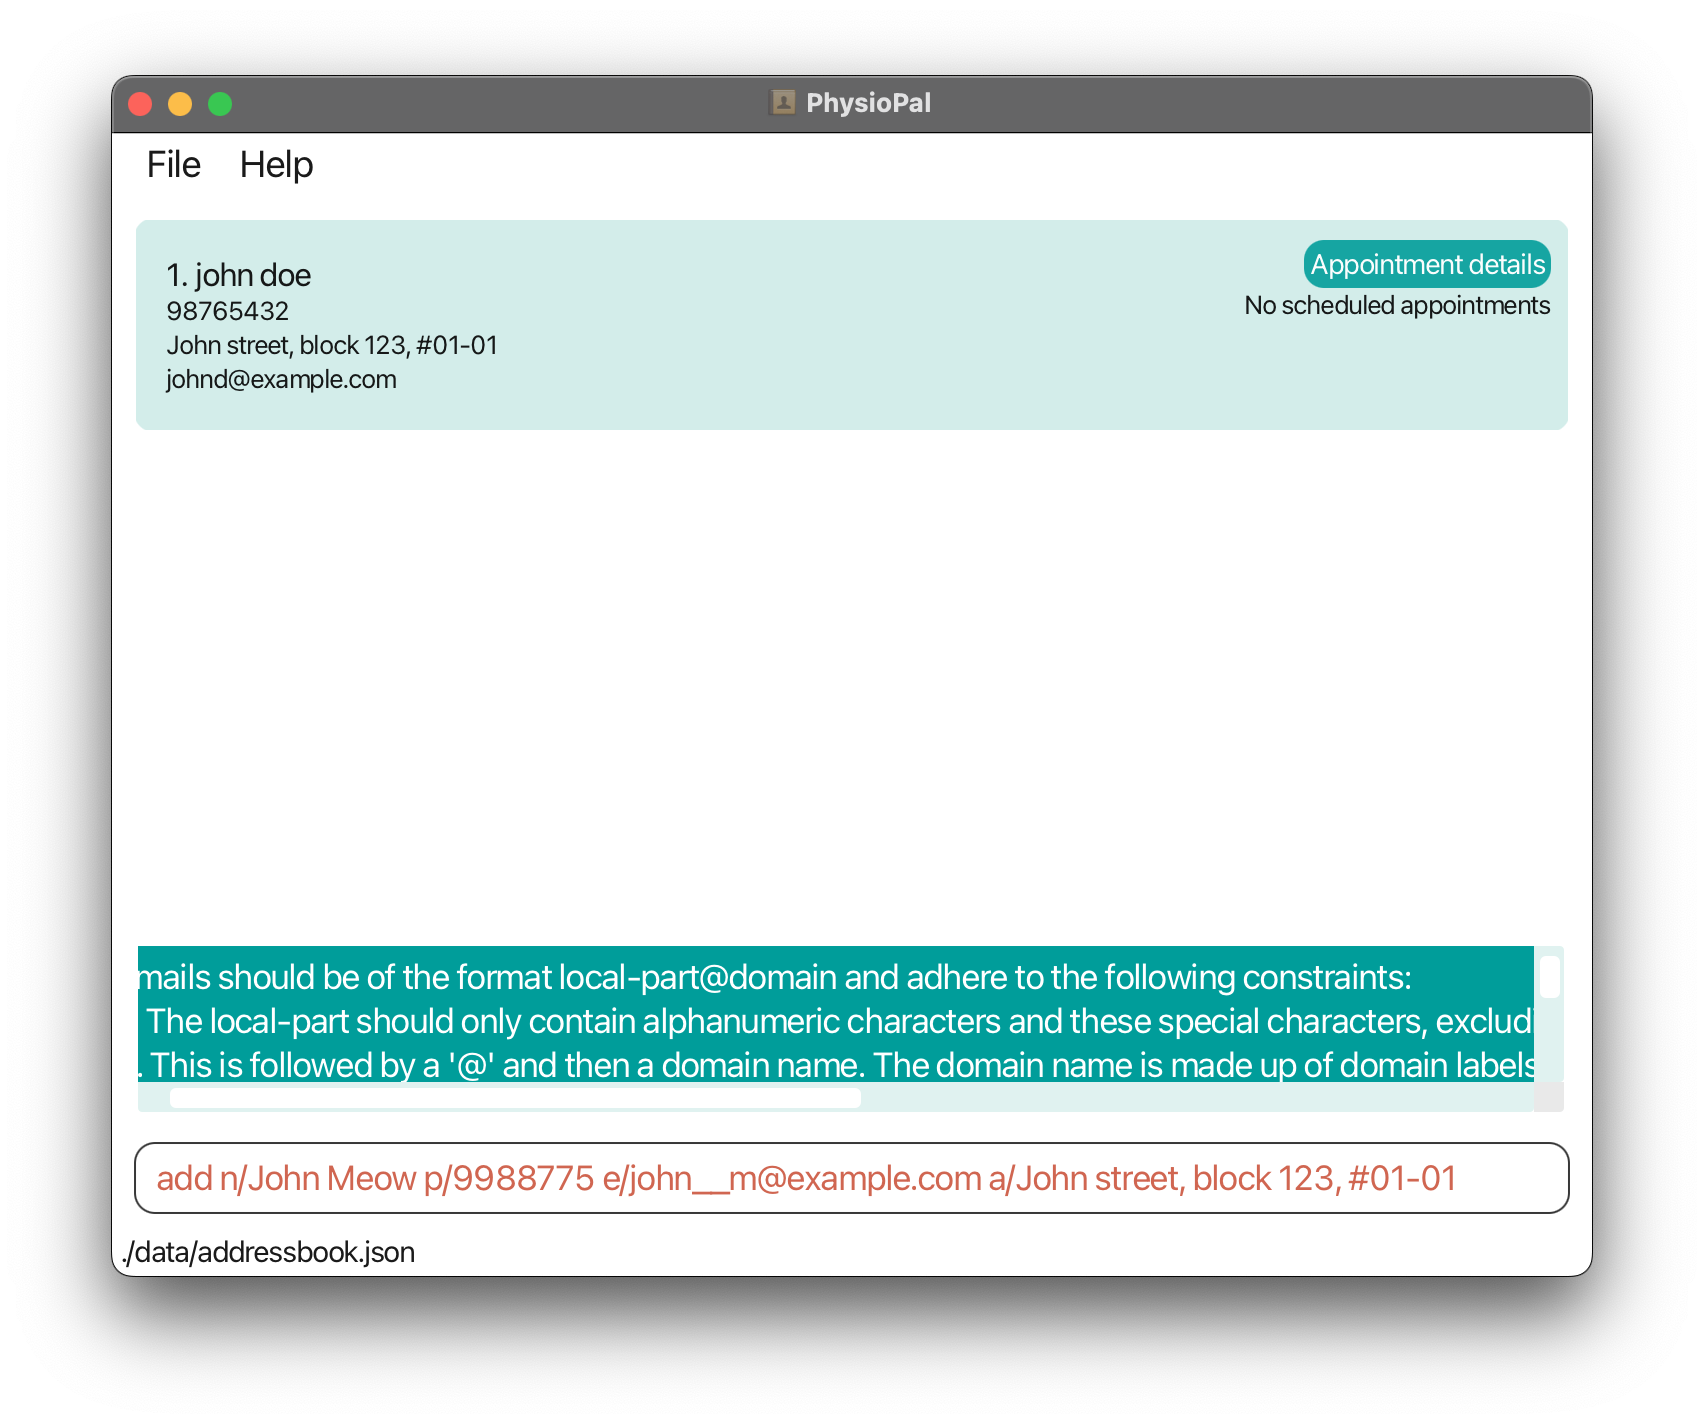 PhysioPal
File Help
1. john doe
98765432
John street, block 123, #01-01
johnd@example.com
Appointment details
No scheduled appointments
mails should be of the format local-part@domain and adhere to the following constraints:
The local-part should only contain alphanumeric characters and these special characters, excludi
. This is followed by a '@' and then a domain name. The domain name is made up of domain labels
add n/John Meow p/9988775 e/john__m@example.com a/John street, block 123, #01-01
./data/addressbook.json